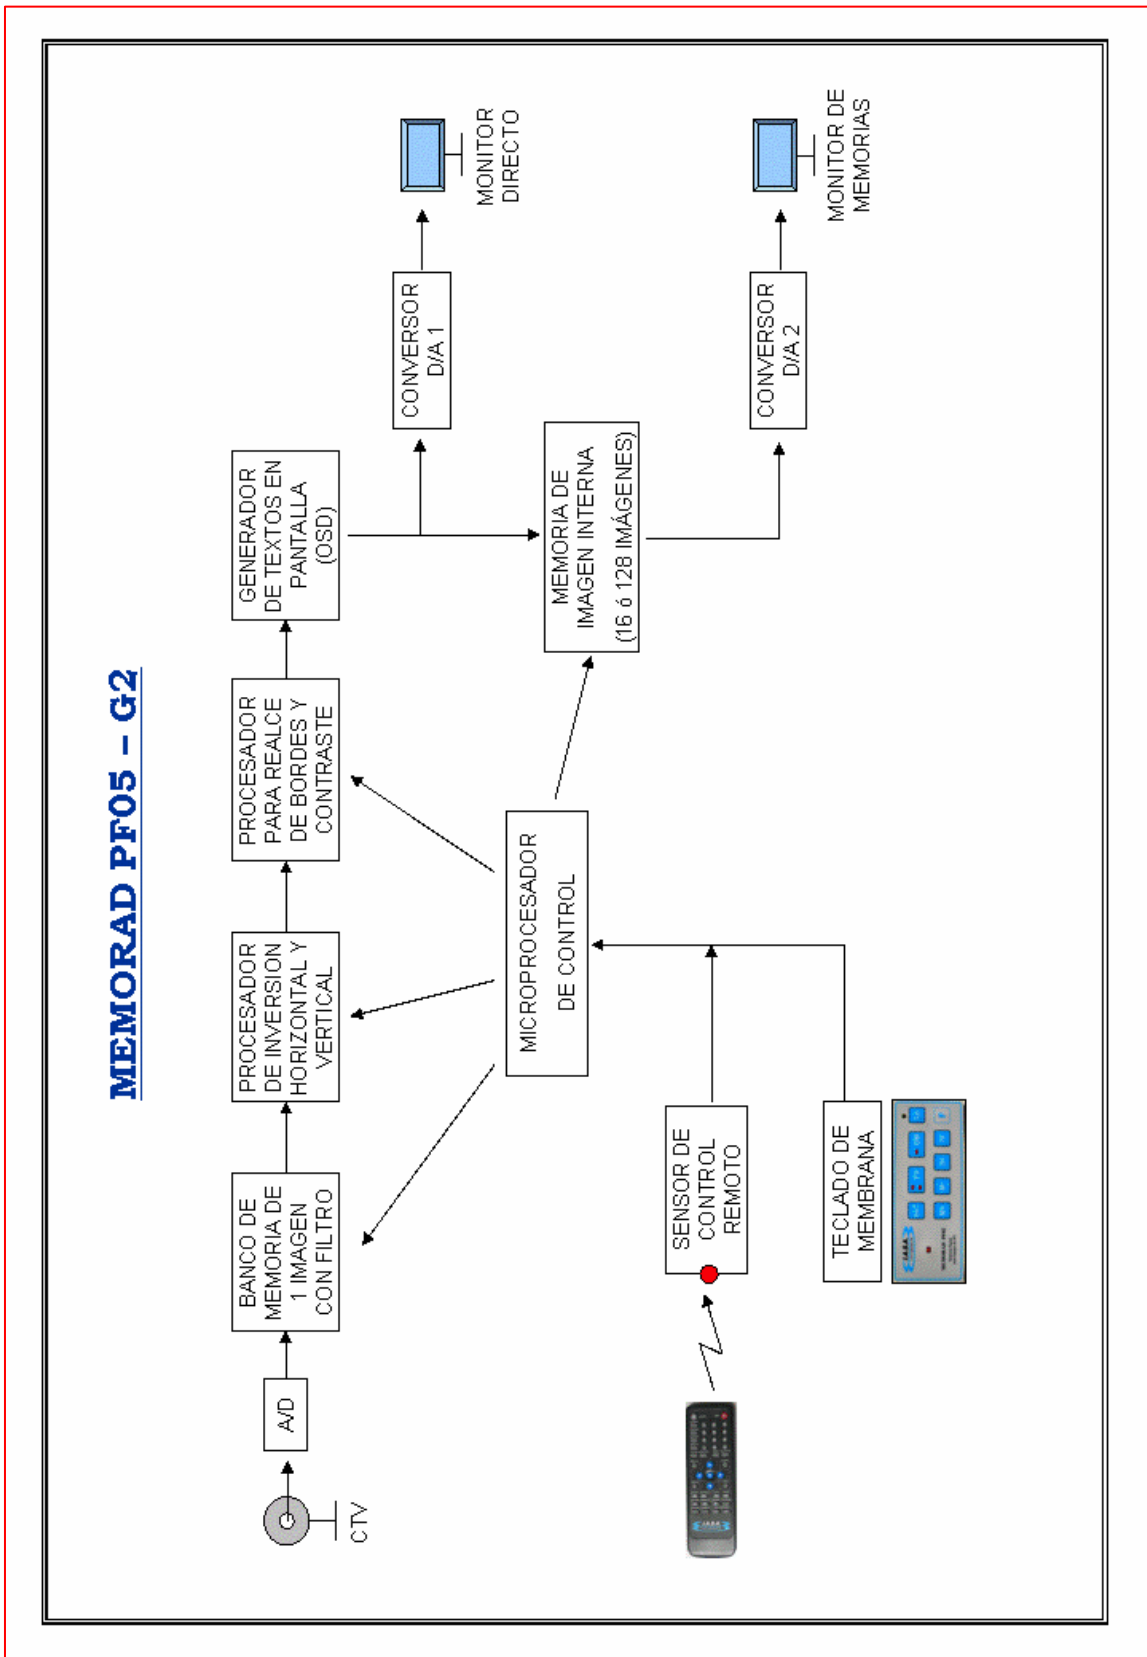 MEMORAD PF05 – G2
CTV
A/D
BANCO DE
MEMORIA DE
1 IMAGEN
CON FILTRO
PROCESADOR
DE INVERSION
HORIZONTAL Y
VERTICAL
PROCESADOR
PARA REALCE
DE BORDES Y
CONTRASTE
GENERADOR
DE TEXTOS EN
PANTALLA
(OSD)
CONVERSOR
D/A 1
MONITOR
DIRECTO
MICROPROCESADOR
DE CONTROL
MEMORIA DE
IMAGEN INTERNA
(16 ó 128 IMÁGENES)
CONVERSOR
D/A 2
MONITOR DE
MEMORIAS
SENSOR DE
CONTROL
REMOTO
TECLADO DE
MEMBRANA